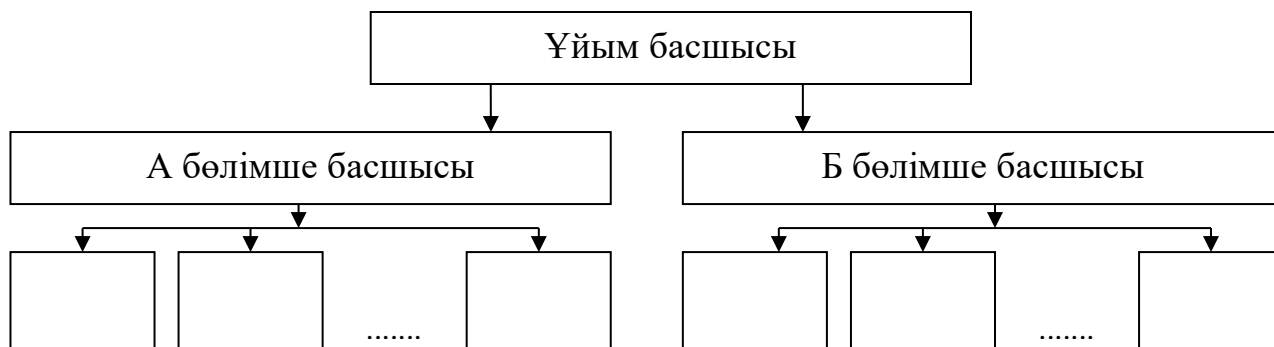 Ұйым басшысы
А бөлімше басшысы
Б бөлімше басшысы
.......
.......